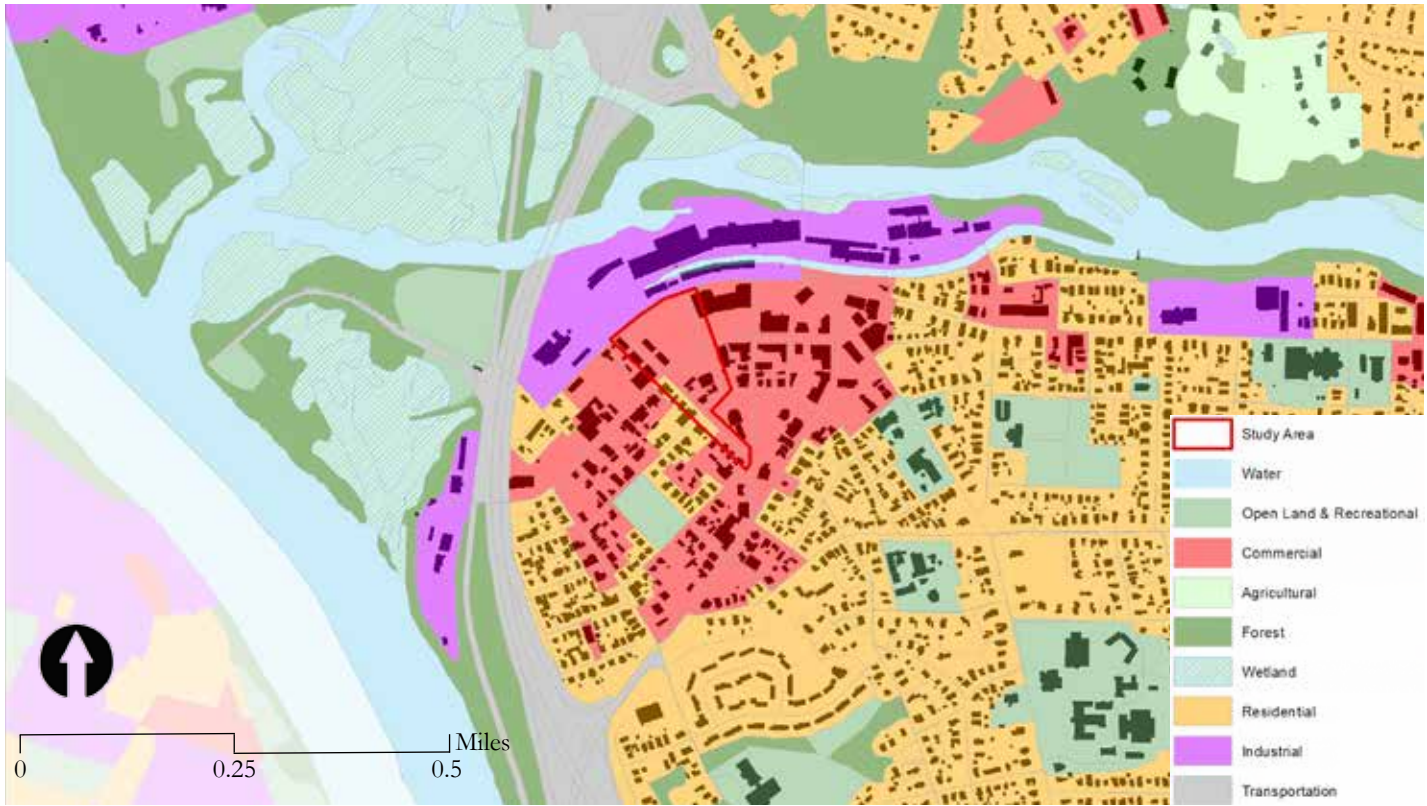 Study Area
Water
Open Land & Recreational
Commercial
Agricultural
Forest
Wetland
Residential
Industrial
Transportation
Miles
0 0.25 0.5